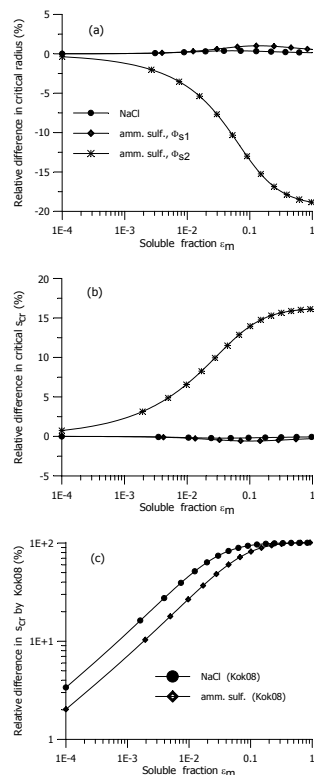 Relative difference in critical radius (%)
5
0
-5
-10
-15
-20
(a)
NaCl
amm. sulf., Φs1
amm. sulf., Φs2
1E-4
1E-3
1E-2
0.1
1
Soluble fraction εm
Relative difference in critical scr (%)
20
15
10
5
0
-5
(b)
1E-4
1E-3
1E-2
0.1
1
Soluble fraction εm
Relative difference in scr by Kok08 (%)
1E+2
1E+1
1
(c)
NaCl (Kok08)
amm. sulf. (Kok08)
1E-4
1E-3
1E-2
0.1
1
Soluble fraction εm